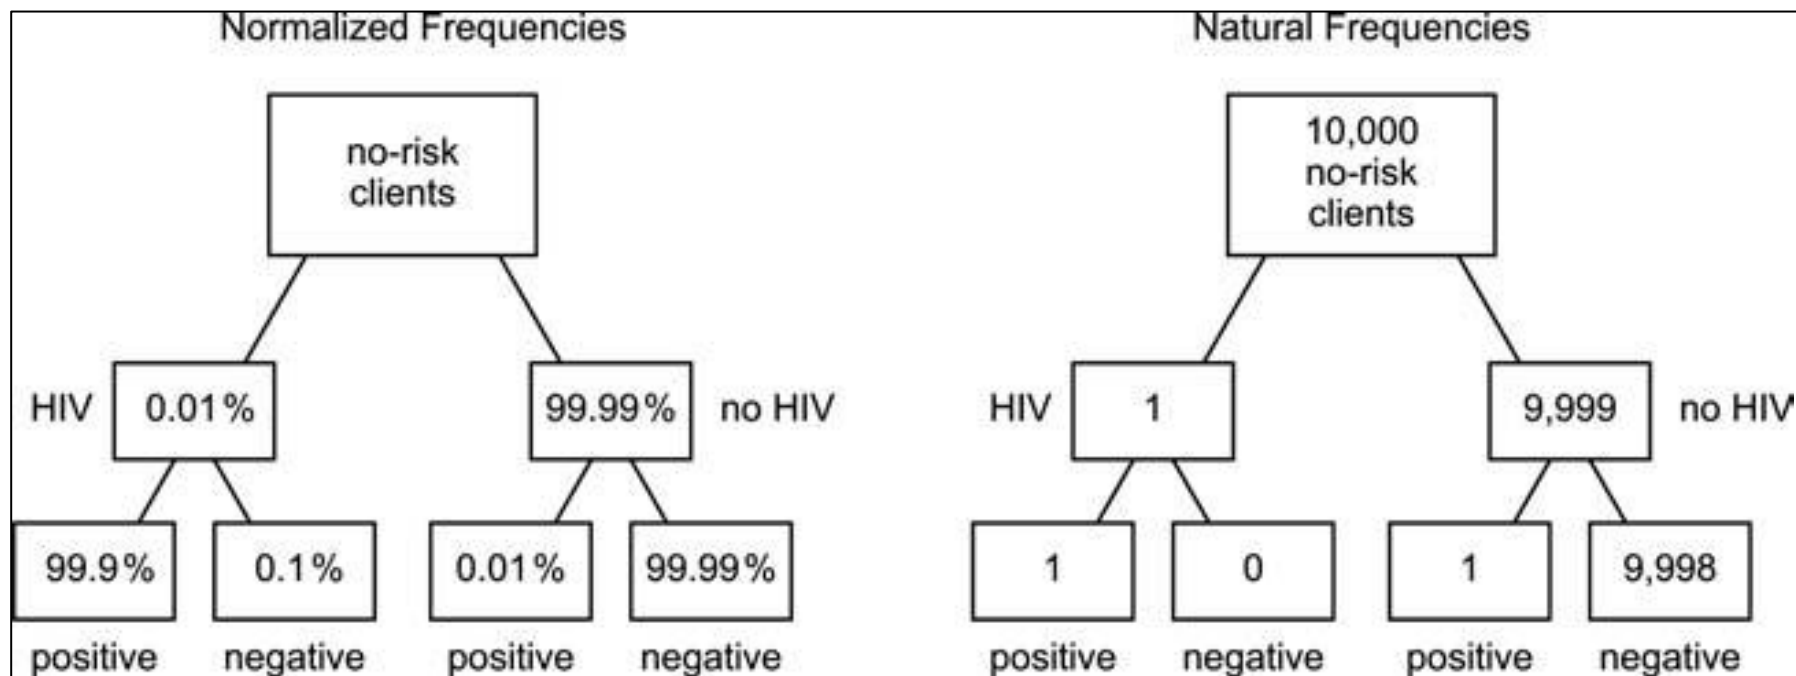 Normalized Frequencies
no-risk
clients
HIV 0.01% 99.99% no HIV
99.9% 0.1% 0.01% 99.99%
positive negative positive negative
Natural Frequencies
10,000
no-risk
clients
HIV 1 9,999 no HIV
1 0 1 9,998
positive negative positive negative